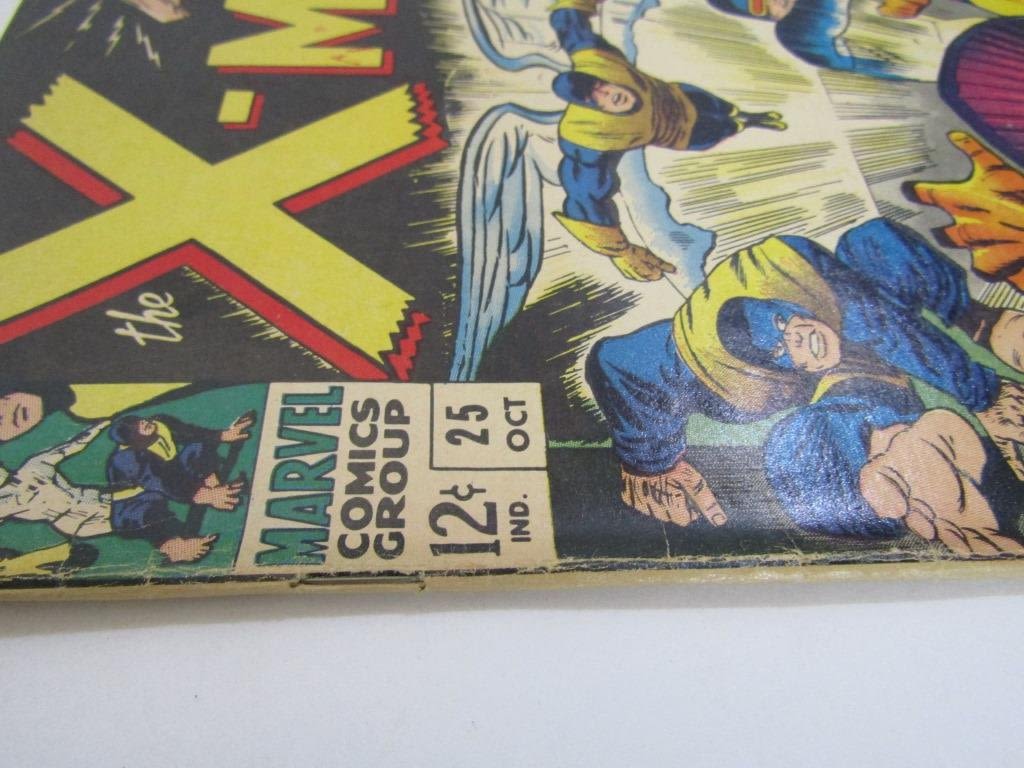 the
X-M
MARVEL
COMICS
GROUP
12¢
IND.
25
OCT